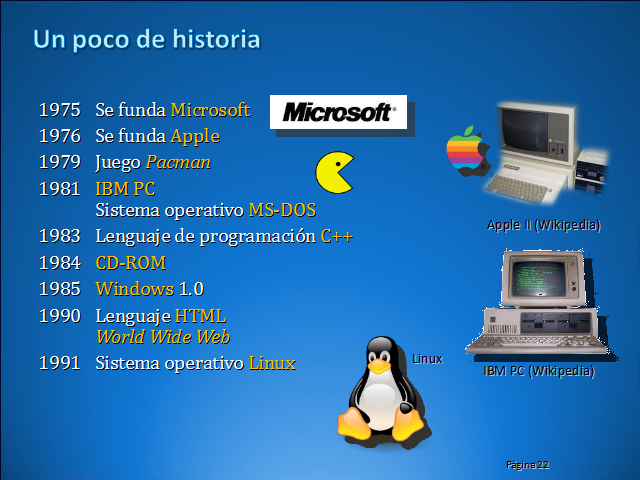 Un poco de historia
1975 Se funda Microsoft
1976 Se funda Apple
1979 Juego Pacman
1981 IBM PC
Sistema operativo MS-DOS
1983 Lenguaje de programación C++
1984 CD-ROM
1985 Windows 1.0
1990 Lenguaje HTML
World Wide Web
1991 Sistema operativo Linux
Microsoft®
Apple II (Wikipedia)
IBM PC (Wikipedia)
Linux
Página 22